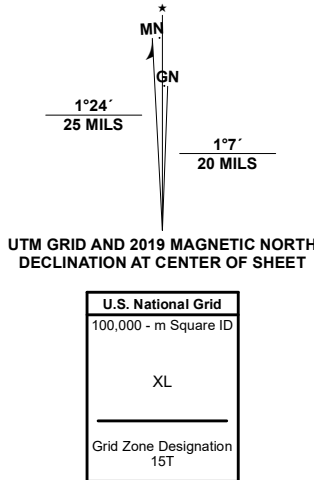 ★
MN
GN
1°24´
25 MILS
1°7´
20 MILS
UTM GRID AND 2019 MAGNETIC NORTH
DECLINATION AT CENTER OF SHEET
U.S. National Grid
100,000 - m Square ID
XL
Grid Zone Designation
15T